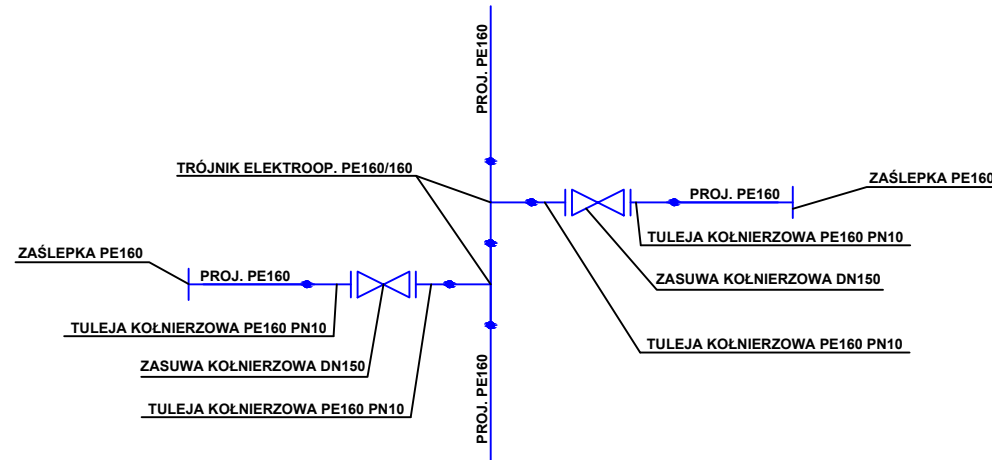 PROJ. PE160
TRÓJNIK ELEKTROOP. PE160/160
ZAŚLEPKA PE160
PROJ. PE160
TULEJA KOŁNIERZOWA PE160 PN10
ZAŚLEPKA PE160
PROJ. PE160
ZASUWA KOŁNIERZOWA DN150
TULEJA KOŁNIERZOWA PE160 PN10
TULEJA KOŁNIERZOWA PE160 PN10
ZASUWA KOŁNIERZOWA DN150
TULEJA KOŁNIERZOWA PE160 PN10
PROJ. PE160